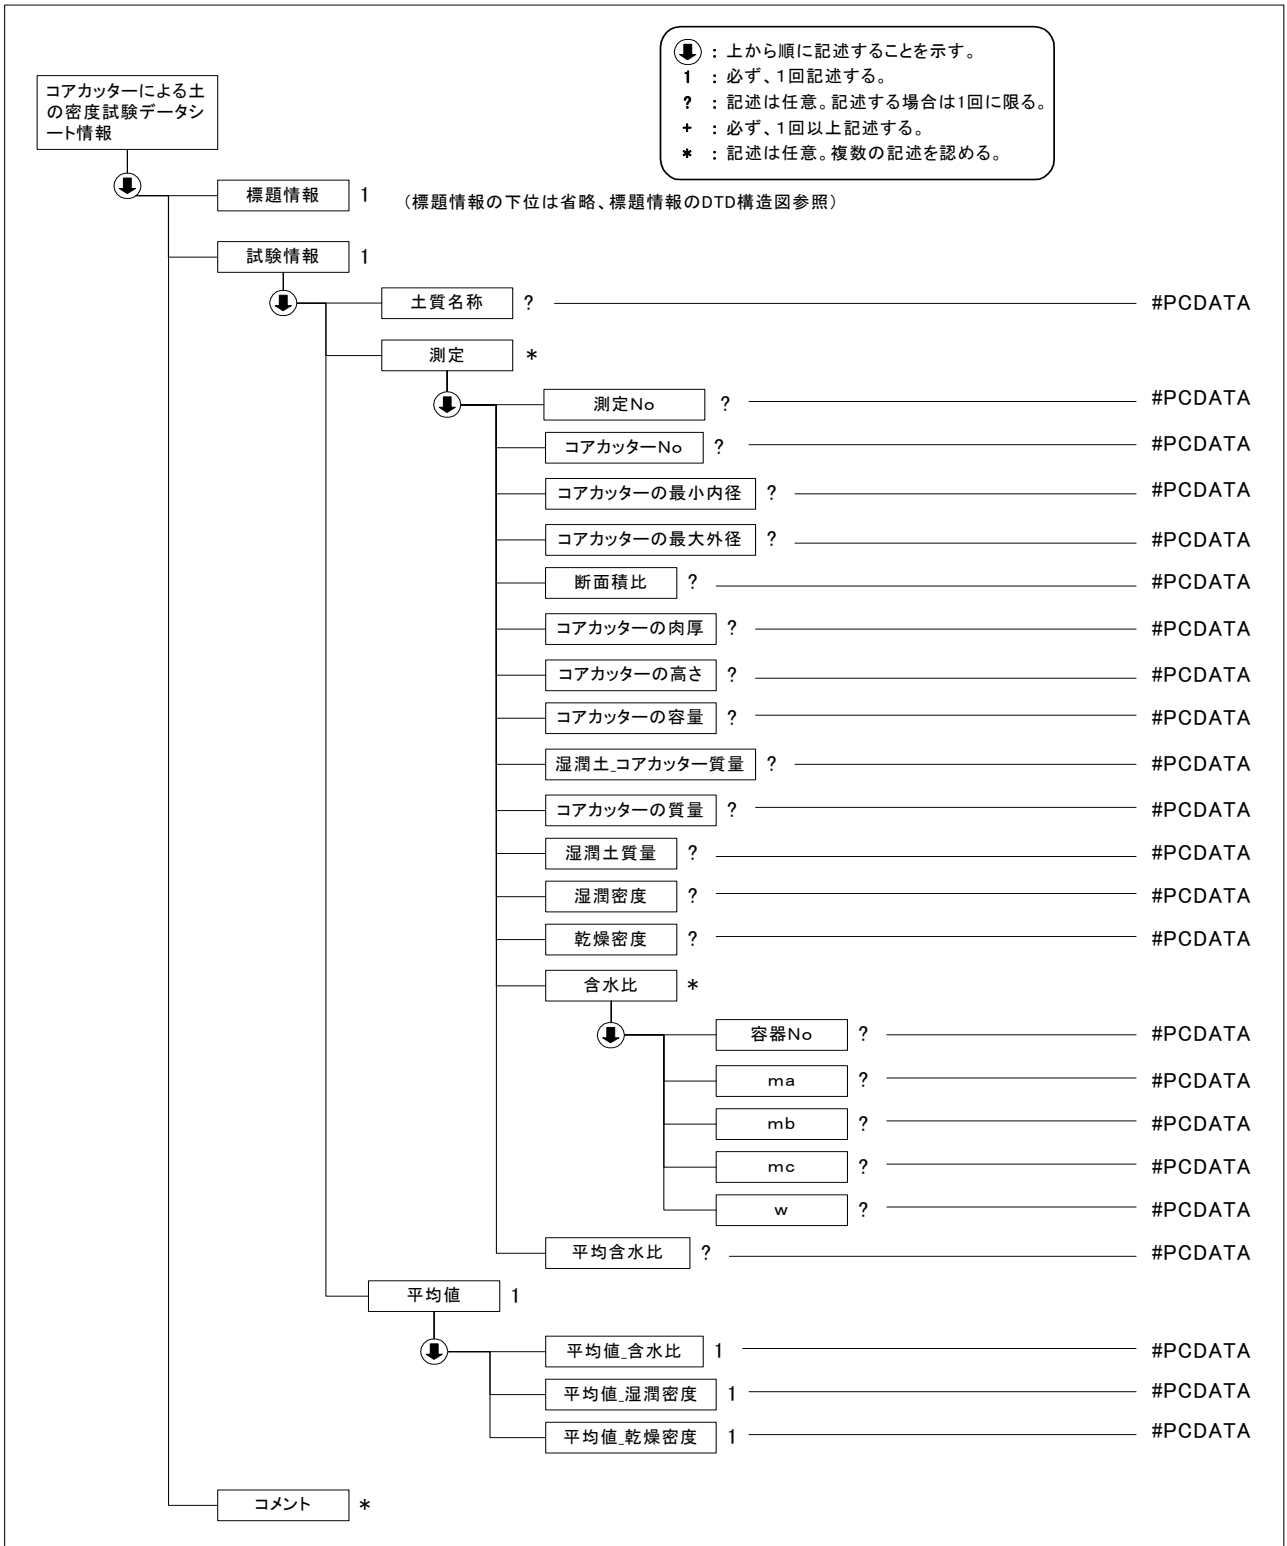 ：上から順に記述することを示す。
1 ：必ず、1回記述する。
? ：記述は任意。記述する場合は1回に限る。
+ ：必ず、1回以上記述する。
* ：記述は任意。複数の記述を認める。
コアカッターによる土
の密度試験データシ
ート情報
標題情報 1 （標題情報の下位は省略、標題情報のDTD構造図参照）
試験情報 1
土質名称 ? #PCDATA
測定 *
測定No ? #PCDATA
コアカッターNo ? #PCDATA
コアカッターの最小内径 ? #PCDATA
コアカッターの最大外径 ? #PCDATA
断面積比 ? #PCDATA
コアカッターの肉厚 ? #PCDATA
コアカッターの高さ ? #PCDATA
コアカッターの容量 ? #PCDATA
湿潤土_コアカッター質量 ? #PCDATA
コアカッターの質量 ? #PCDATA
湿潤土質量 ? #PCDATA
湿潤密度 ? #PCDATA
乾燥密度 ? #PCDATA
含水比 *
容器No ? #PCDATA
ma ? #PCDATA
mb ? #PCDATA
mc ? #PCDATA
w ? #PCDATA
平均含水比 ? #PCDATA
平均値 1
平均値_含水比 1 #PCDATA
平均値_湿潤密度 1 #PCDATA
平均値_乾燥密度 1 #PCDATA
コメント *